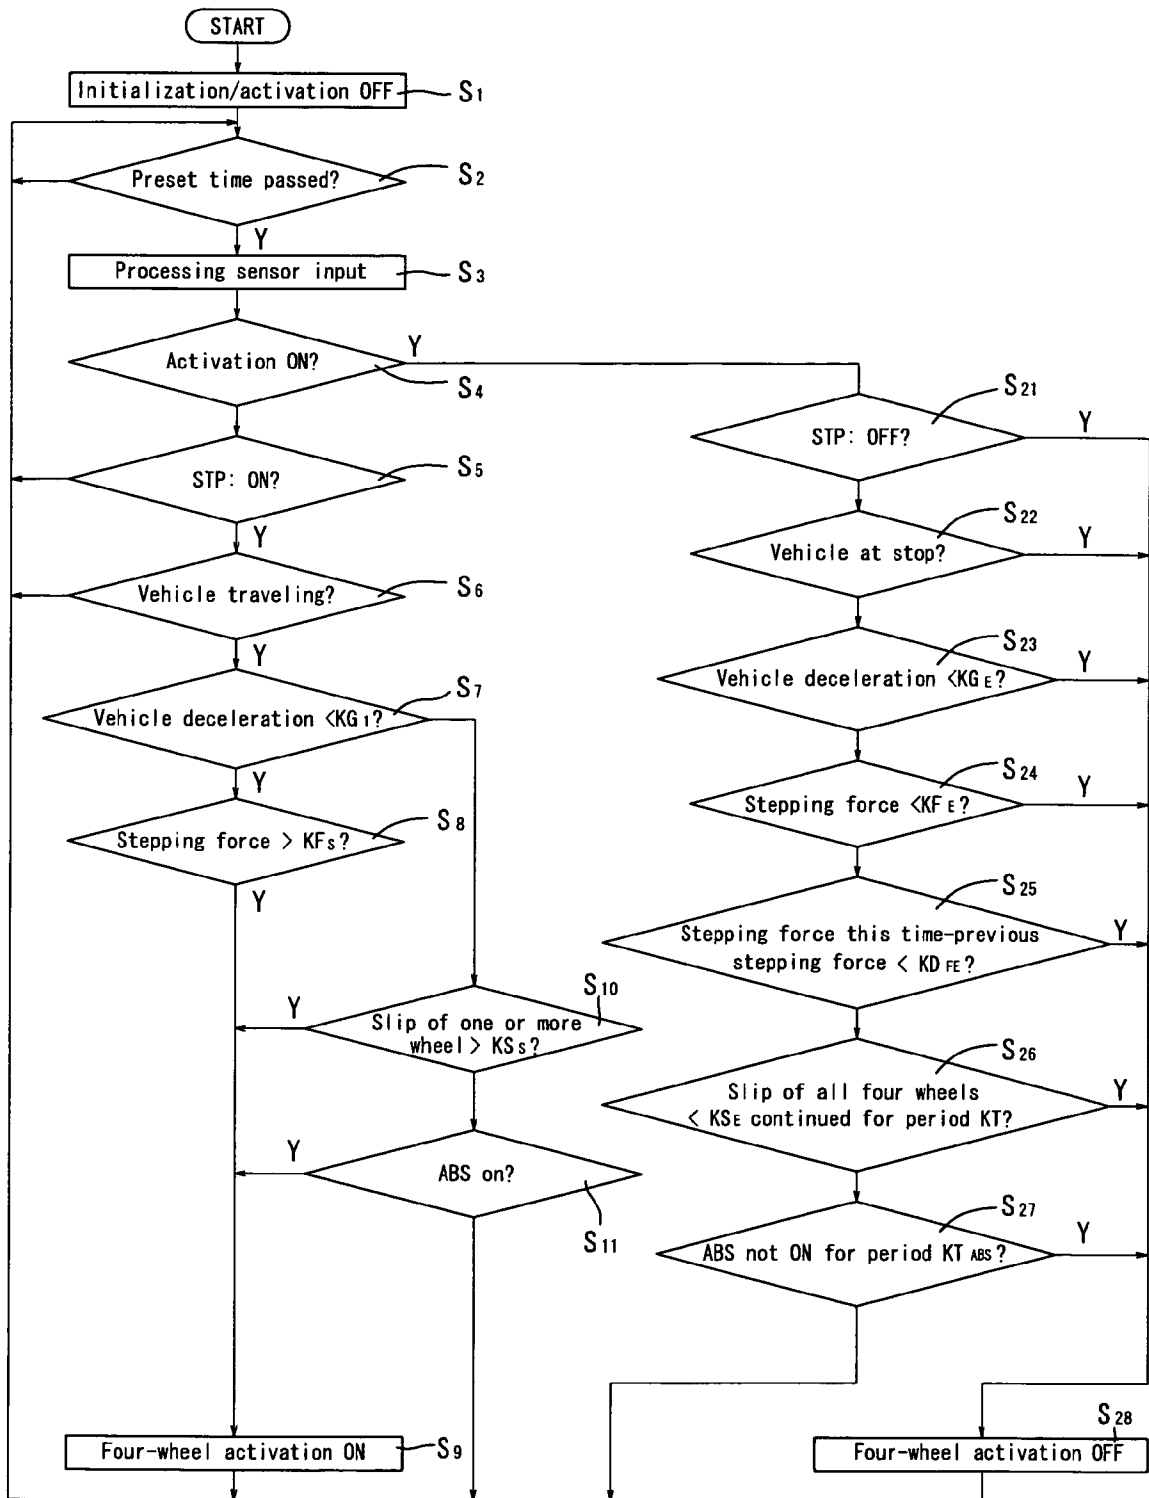 START
Initialization/activation OFF
S1
Preset time passed?
S2
Y
Processing sensor input
S3
Activation ON?
Y
S4
STP: ON?
S5
Y
Vehicle traveling?
S6
Y
Vehicle deceleration <KG1?
S7
Y
Stepping force > KFS?
S8
Y
Slip of one or more
wheel> KSS?
S10
Y
ABS on?
Y
S11
Four-wheel activation ON
S9
STP: OFF?
S21
Y
Vehicle at stop?
S22
Y
Vehicle deceleration <KGE?
S23
Y
Stepping force <KFE?
S24
Y
Stepping force this time-previous
stepping force < KDFE?
S25
Y
Slip of all four wheels
< KSE continued for period KT?
S26
Y
ABS not ON for period KTABS?
S27
Y
Four-wheel activation OFF
S28